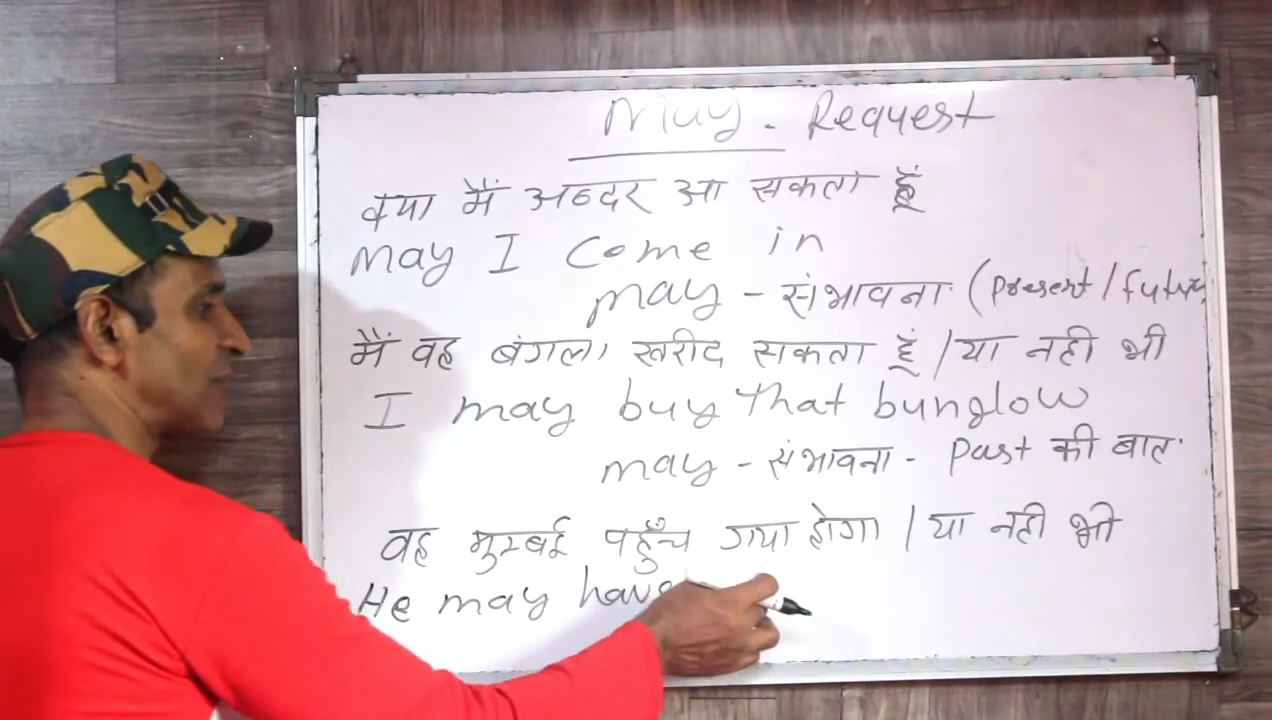 May - Request
क्या मैं अन्दर आ सकता हूँ
may I come in
may - संभावना (Present / future
मैं वह बंगला खरीद सकता हूं / या नही भी
I may buy that bunglow
may - संभावना - Past की बात
वह मुम्बई पहुँच गया होगा / या नही भी
He may have